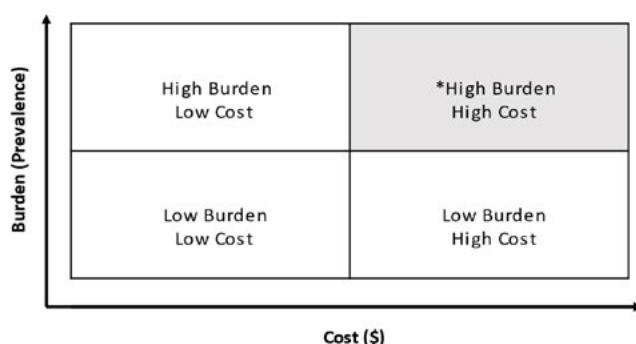 Burden (Prevalence)
High Burden
Low Cost
*High Burden
High Cost
Low Burden
Low Cost
Low Burden
High Cost
Cost ($)